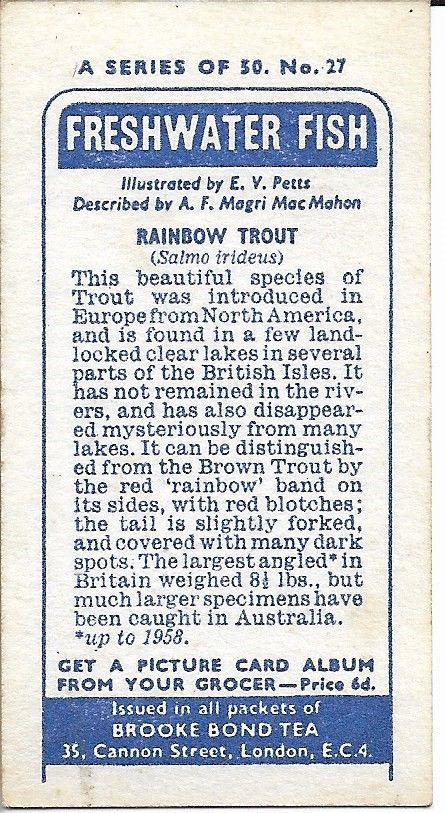 A SERIES OF 50. No. 27
FRESHWATER FISH
Illustrated by E. V. Petts
Described by A. F. Magri Mac Mahon
RAINBOW TROUT
(Salmo irideus)
This beautiful species of
Trout was introduced in
Europe from North America,
and is found in a few land-
locked clear lakes in several
parts of the British Isles. It
has not remained in the riv-
ers, and has also disappear-
ed mysteriously from many
lakes. It can be distinguish-
ed from the Brown Trout by
the red 'rainbow' band on
its sides, with red blotches;
the tail is slightly forked,
and covered with many dark
spots. The largest angled* in
Britain weighed 8½ lbs., but
much larger specimens have
been caught in Australia.
*up to 1958.
GET A PICTURE CARD ALBUM
FROM YOUR GROCER—Price 6d.
Issued in all packets of
BROOKE BOND TEA
35, Cannon Street, London, E.C.4.